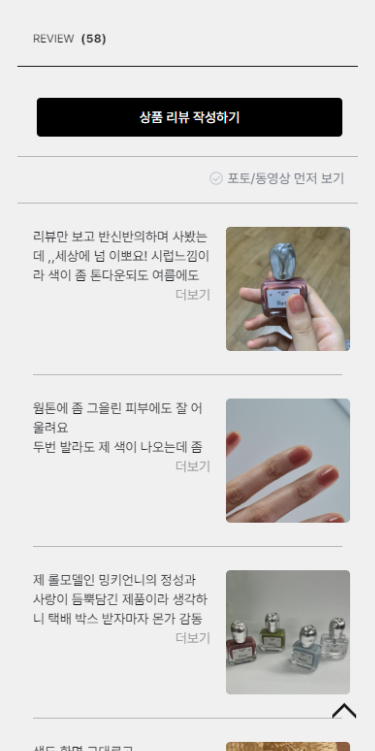 REVIEW (58)
상품 리뷰 작성하기
포토/동영상 먼저 보기
리뷰만 보고 반신반의하며 사봤는
데 ,,세상에 넘 이뽀요! 시럽느낌이
라 색이 좀 톤다운되도 여름에도
더보기
웜톤에 좀 그을린 피부에도 잘 어
울려요
두번 발라도 제 색이 나오는데 좀
더보기
제 롤모델인 밍키언니의 정성과
사랑이 듬뿍담긴 제품이라 생각하
니 택배 박스 받자마자 몬가 감동
더보기